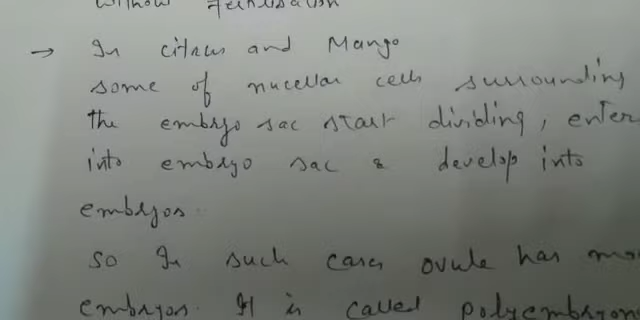 without
→ In citrus and Mango
some of nucellar cells surrounding
the embryo sac start dividing, enter
into embryo sac & develop into
embryos.
so In such cases ovule has
embryos. It is called